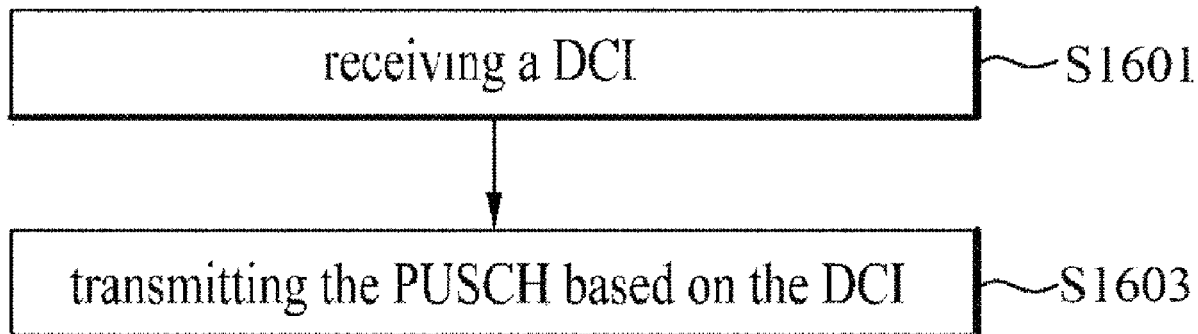 receiving a DCI
S1601
transmitting the PUSCH based on the DCI
S1603